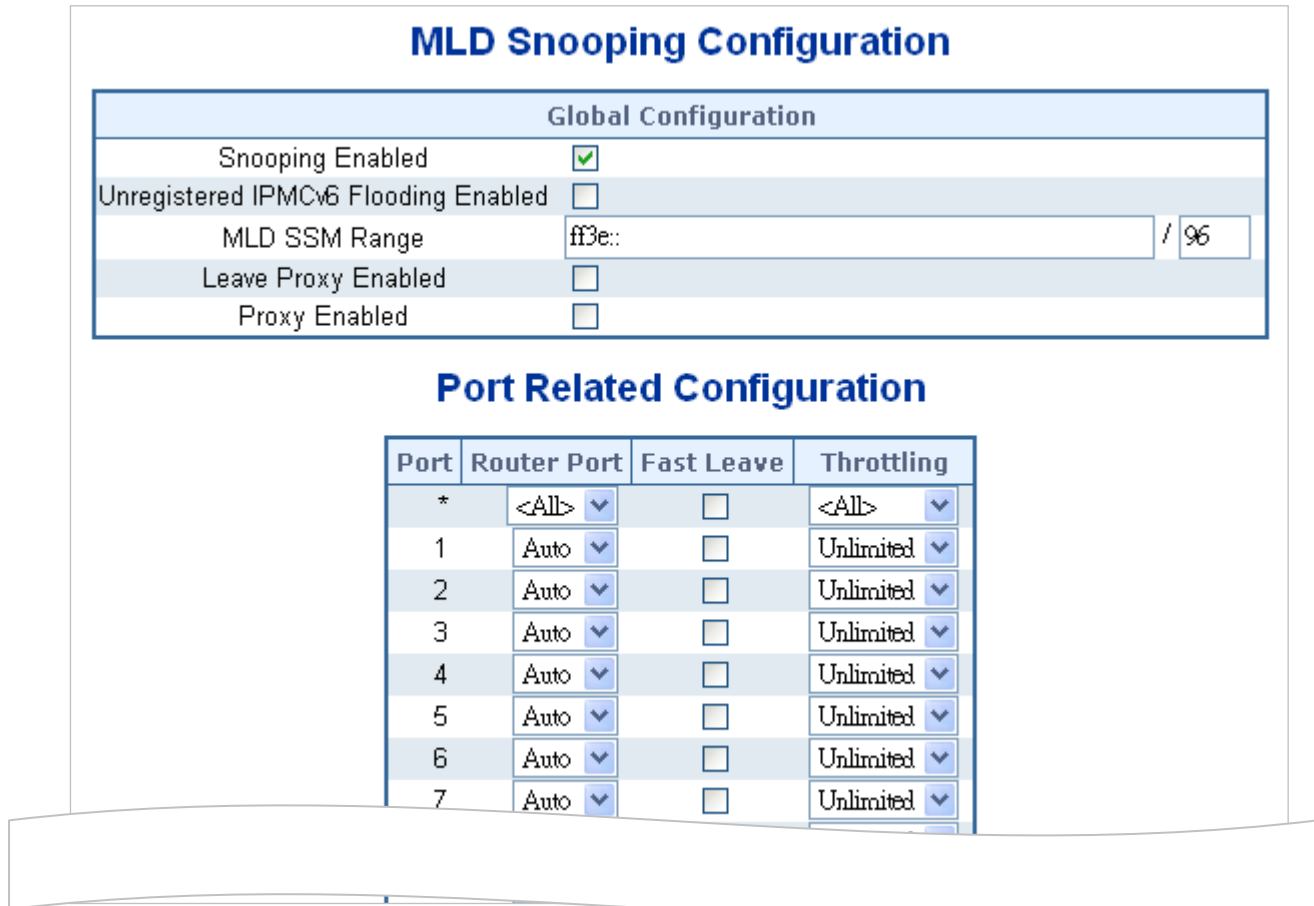 MLD Snooping Configuration
Global Configuration
Snooping Enabled
Unregistered IPMCv6 Flooding Enabled
MLD SSM Range ff3e:: / 96
Leave Proxy Enabled
Proxy Enabled
Port Related Configuration
Port Router Port Fast Leave Throttling
* <All> <All>
1 Auto Unlimited
2 Auto Unlimited
3 Auto Unlimited
4 Auto Unlimited
5 Auto Unlimited
6 Auto Unlimited
7 Auto Unlimited